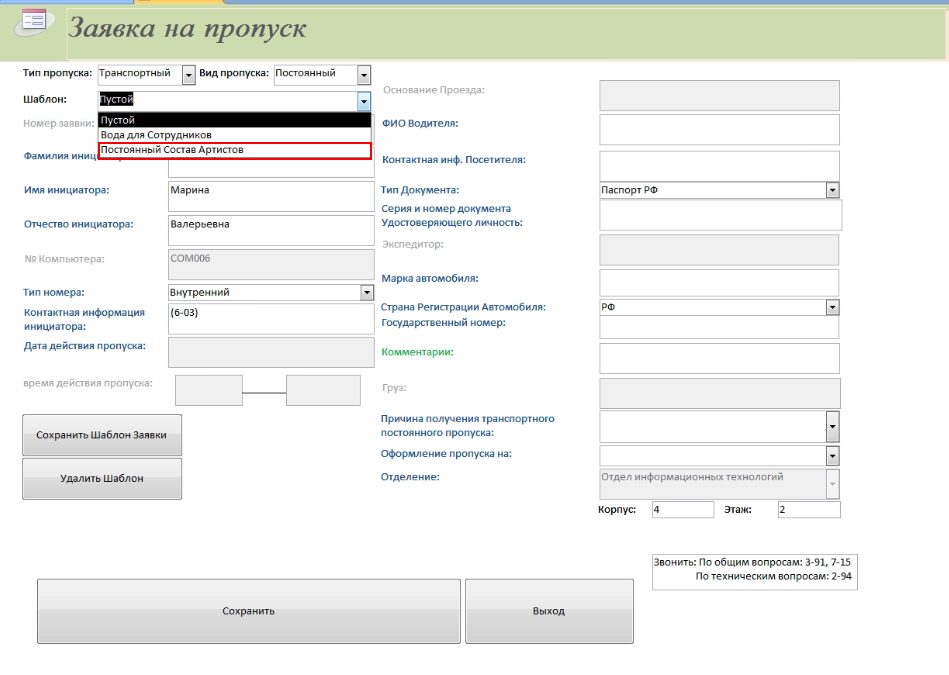 Заявка на пропуск
Тип пропуска: Транспортный Вид пропуска: Постоянный
Шаблон: Пустой
Пустой
Вода для Сотрудников
Постоянный Состав Артистов
Номер заявки:
Фамилия
Имя инициатора: Марина
Отчество инициатора: Валерьевна
№ Компьютера: COM006
Тип номера: Внутренний
Контактная информация
инициатора: (6-03)
Дата действия пропуска:
время действия пропуска:
Сохранить Шаблон Заявки
Удалить Шаблон
Основание Проезда:
ФИО Водителя:
Контактная инф. Посетителя:
Тип Документа: Паспорт РФ
Серия и номер документа
Удостоверяющего личность:
Экспедитор:
Марка автомобиля:
Страна Регистрации Автомобиля: РФ
Государственный номер:
Комментарии:
Груз:
Причина получения транспортного
постоянного пропуска:
Оформление пропуска на:
Отделение: Отдел информационных технологий
Корпус: 4 Этаж: 2
Звонить: По общим вопросам: 3-91, 7-15
По техническим вопросам: 2-94
Сохранить
Выход